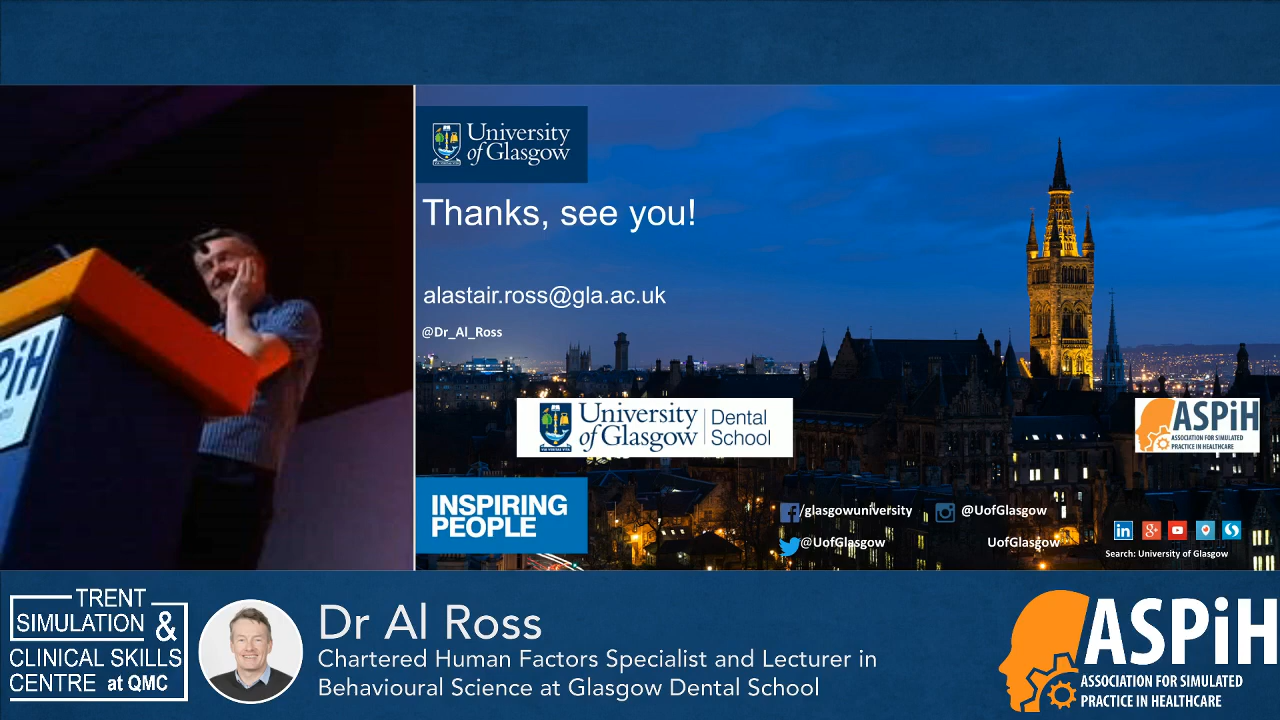 University
of Glasgow
Thanks, see you!
alastair.ross@gla.ac.uk
@Dr_Al_Ross
PiH
University
of Glasgow
Dental
School
ASPiH
ASSOCIATION FOR SIMULATED
PRACTICE IN HEALTHCARE
INSPIRING
PEOPLE
/glasgowuniversity
@UofGlasgow
@UofGlasgow
UofGlasgow
Search: University of Glasgow
TRENT
SIMULATION &
CLINICAL SKILLS
CENTRE at QMC
Dr Al Ross
Chartered Human Factors Specialist and Lecturer in
Behavioural Science at Glasgow Dental School
ASPiH
ASSOCIATION FOR SIMULATED
PRACTICE IN HEALTHCARE